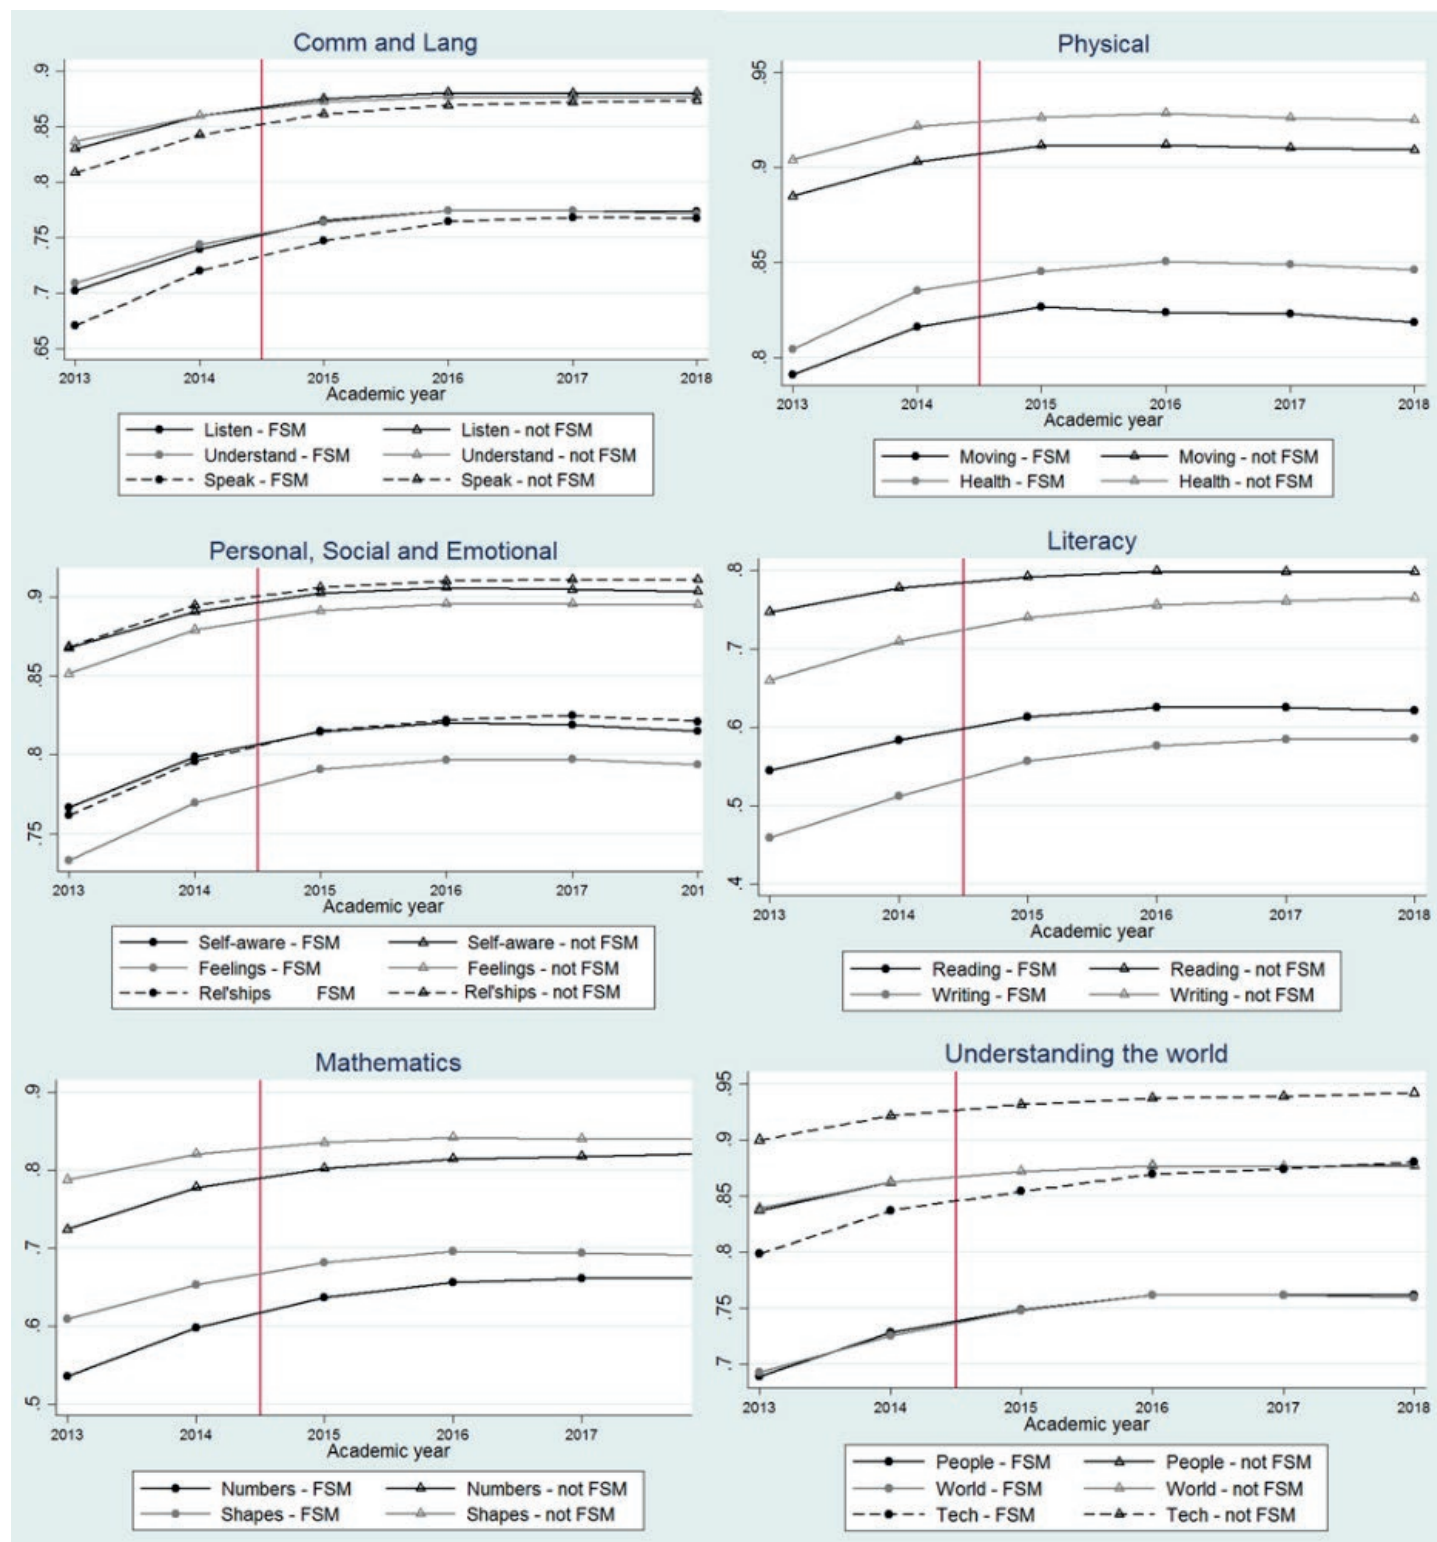 Comm and Lang
.9
.85
.8
.75
.7
.65
2013 2014 2015 2016 2017 2018
Academic year
Listen - FSM Listen - not FSM
Understand - FSM Understand - not FSM
Speak - FSM Speak - not FSM
Physical
.95
.9
.85
.8
2013 2014 2015 2016 2017 2018
Academic year
Moving - FSM Moving - not FSM
Health - FSM Health - not FSM
Personal, Social and Emotional
.9
.85
.8
.75
2013 2014 2015 2016 2017 201
Academic year
Self-aware - FSM Self-aware - not FSM
Feelings - FSM Feelings - not FSM
Rel'ships FSM Rel'ships - not FSM
Literacy
.8
.7
.6
.5
.4
2013 2014 2015 2016 2017 2018
Academic year
Reading - FSM Reading - not FSM
Writing - FSM Writing - not FSM
Mathematics
.9
.8
.7
.6
.5
2013 2014 2015 2016 2017
Academic year
Numbers - FSM Numbers - not FSM
Shapes - FSM Shapes - not FSM
Understanding the world
.95
.9
.85
.8
.75
.7
2013 2014 2015 2016 2017 2018
Academic year
People - FSM People - not FSM
World - FSM World - not FSM
Tech - FSM Tech - not FSM